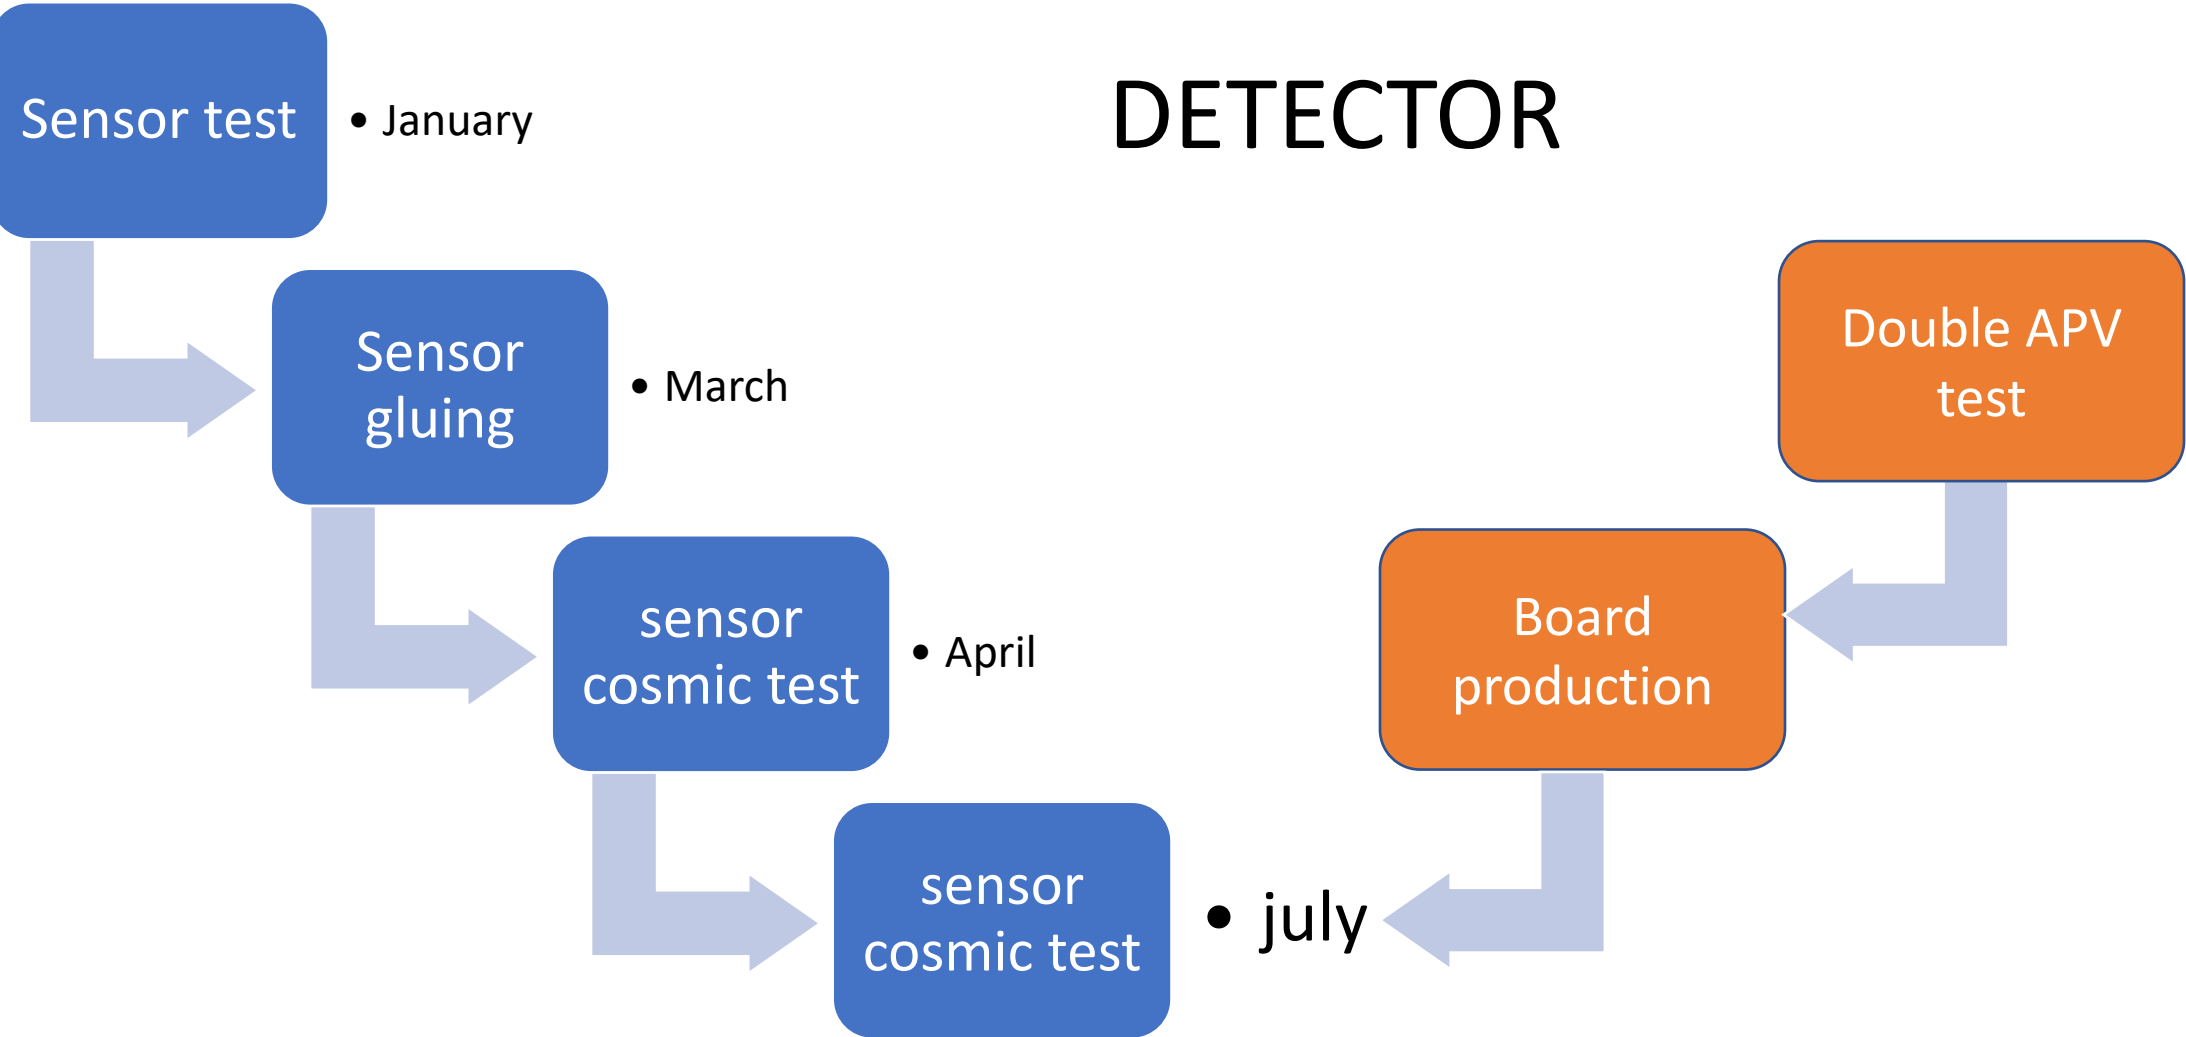 DETECTOR
Sensor test
• January
Sensor
gluing
• March
sensor
cosmic test
• April
sensor
cosmic test
• july
Double APV
test
Board
production